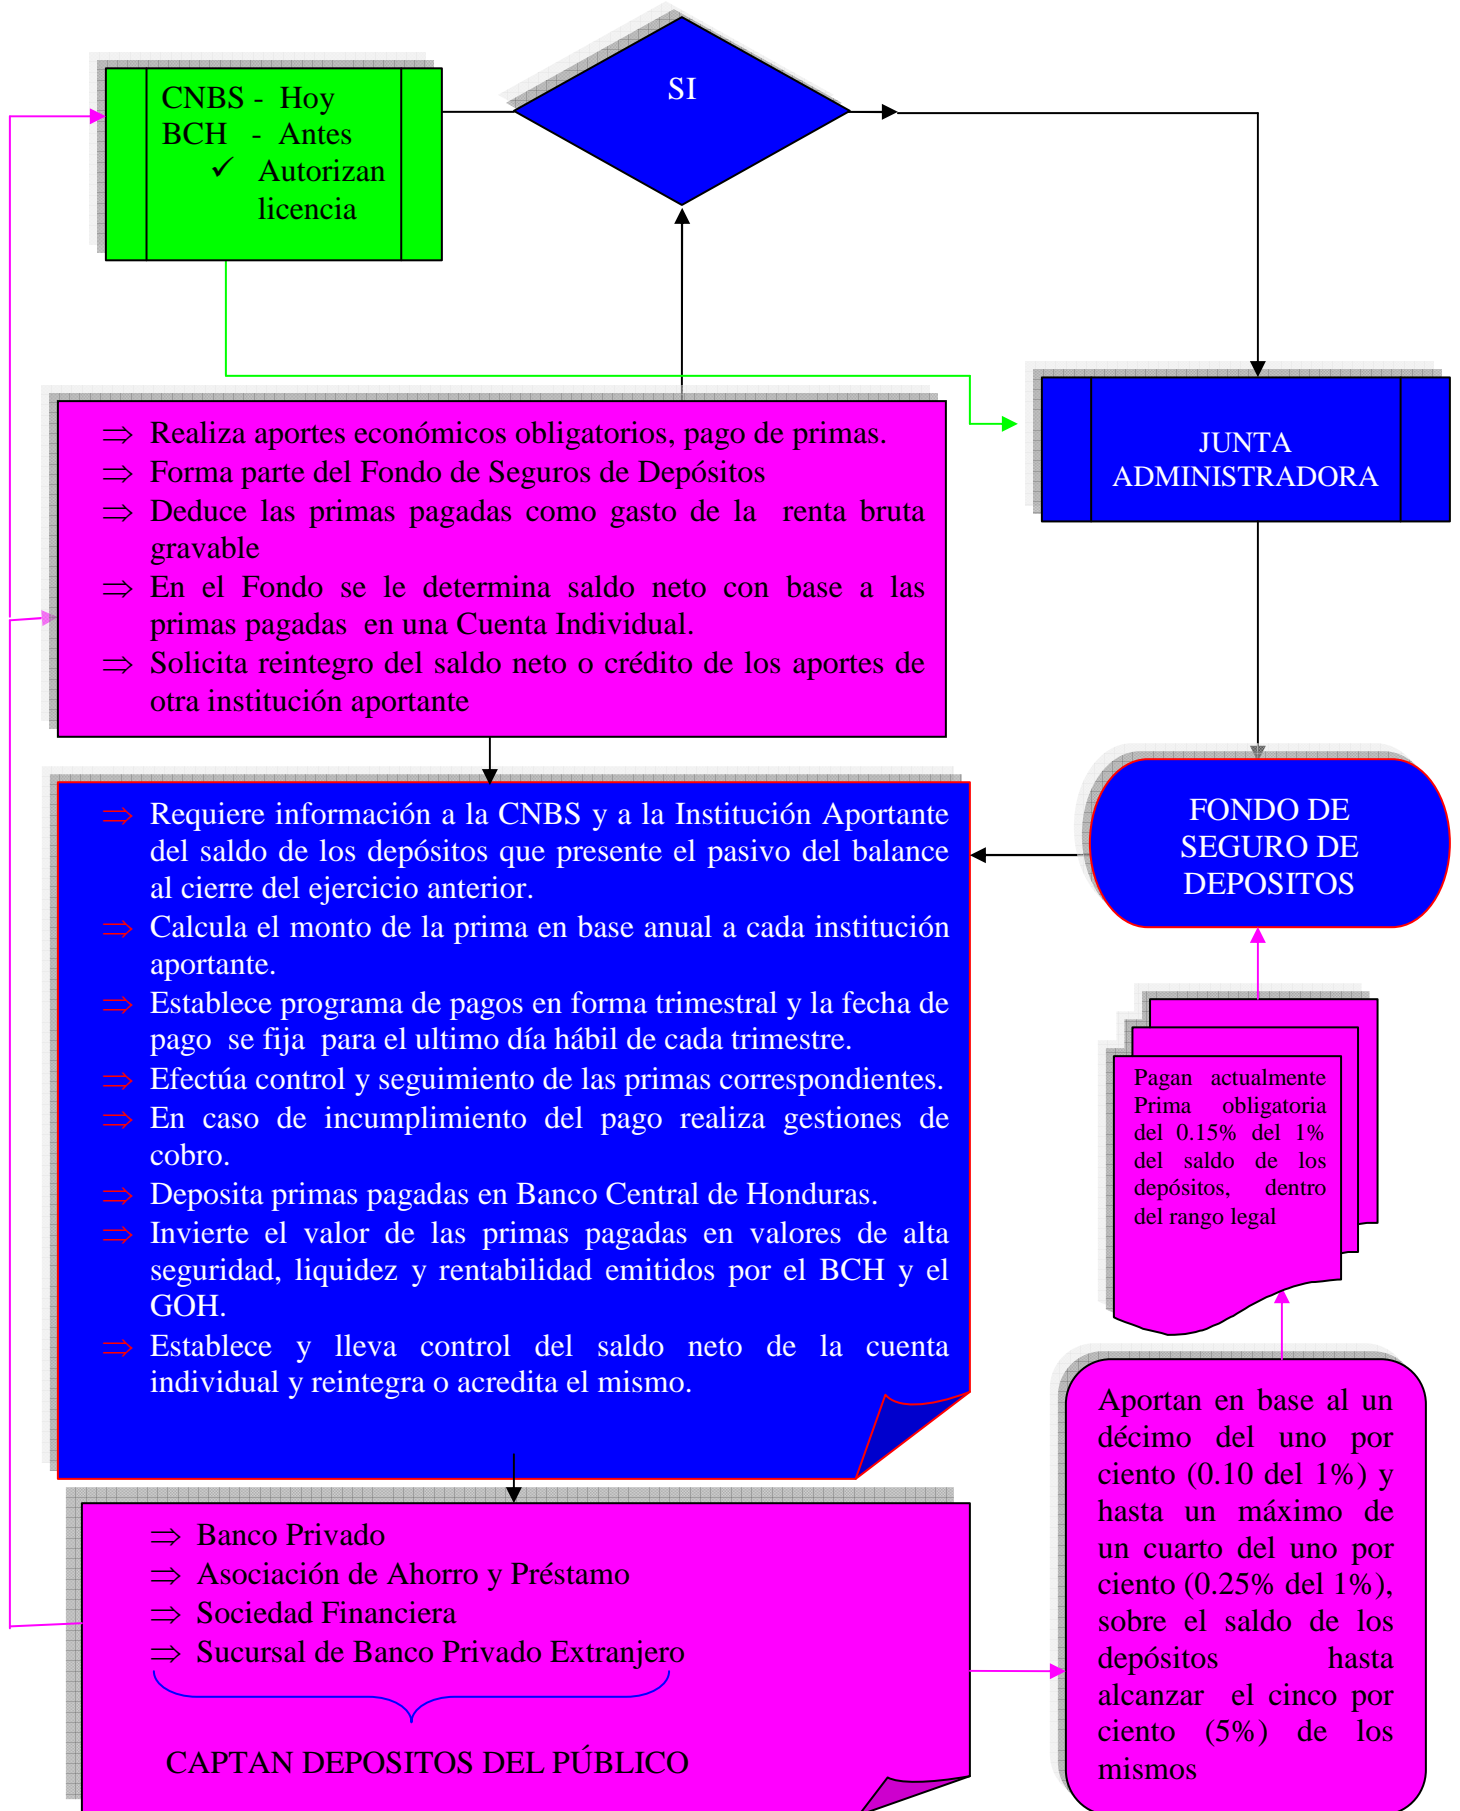 SI
CNBS - Hoy
BCH - Antes
✓ Autorizan
licencia
JUNTA
ADMINISTRADORA
⇒ Realiza aportes económicos obligatorios, pago de primas.
⇒ Forma parte del Fondo de Seguros de Depósitos
⇒ Deduce las primas pagadas como gasto de la renta bruta
gravable
⇒ En el Fondo se le determina saldo neto con base a las
primas pagadas en una Cuenta Individual.
⇒ Solicita reintegro del saldo neto o crédito de los aportes de
otra institución aportante
FONDO DE
SEGURO DE
DEPOSITOS
⇒ Requiere información a la CNBS y a la Institución Aportante
del saldo de los depósitos que presente el pasivo del balance
al cierre del ejercicio anterior.
⇒ Calcula el monto de la prima en base anual a cada institución
aportante.
⇒ Establece programa de pagos en forma trimestral y la fecha de
pago se fija para el ultimo día hábil de cada trimestre.
⇒ Efectúa control y seguimiento de las primas correspondientes.
⇒ En caso de incumplimiento del pago realiza gestiones de
cobro.
⇒ Deposita primas pagadas en Banco Central de Honduras.
⇒ Invierte el valor de las primas pagadas en valores de alta
seguridad, liquidez y rentabilidad emitidos por el BCH y el
GOH.
⇒ Establece y lleva control del saldo neto de la cuenta
individual y reintegra o acredita el mismo.
Pagan actualmente
Prima obligatoria
del 0.15% del 1%
del saldo de los
depósitos, dentro
del rango legal
Aportan en base al un
décimo del uno por
ciento (0.10 del 1%) y
hasta un máximo de
un cuarto del uno por
ciento (0.25% del 1%),
sobre el saldo de los
depósitos hasta
alcanzar el cinco por
ciento (5%) de los
mismos
⇒ Banco Privado
⇒ Asociación de Ahorro y Préstamo
⇒ Sociedad Financiera
⇒ Sucursal de Banco Privado Extranjero
CAPTAN DEPOSITOS DEL PÚBLICO